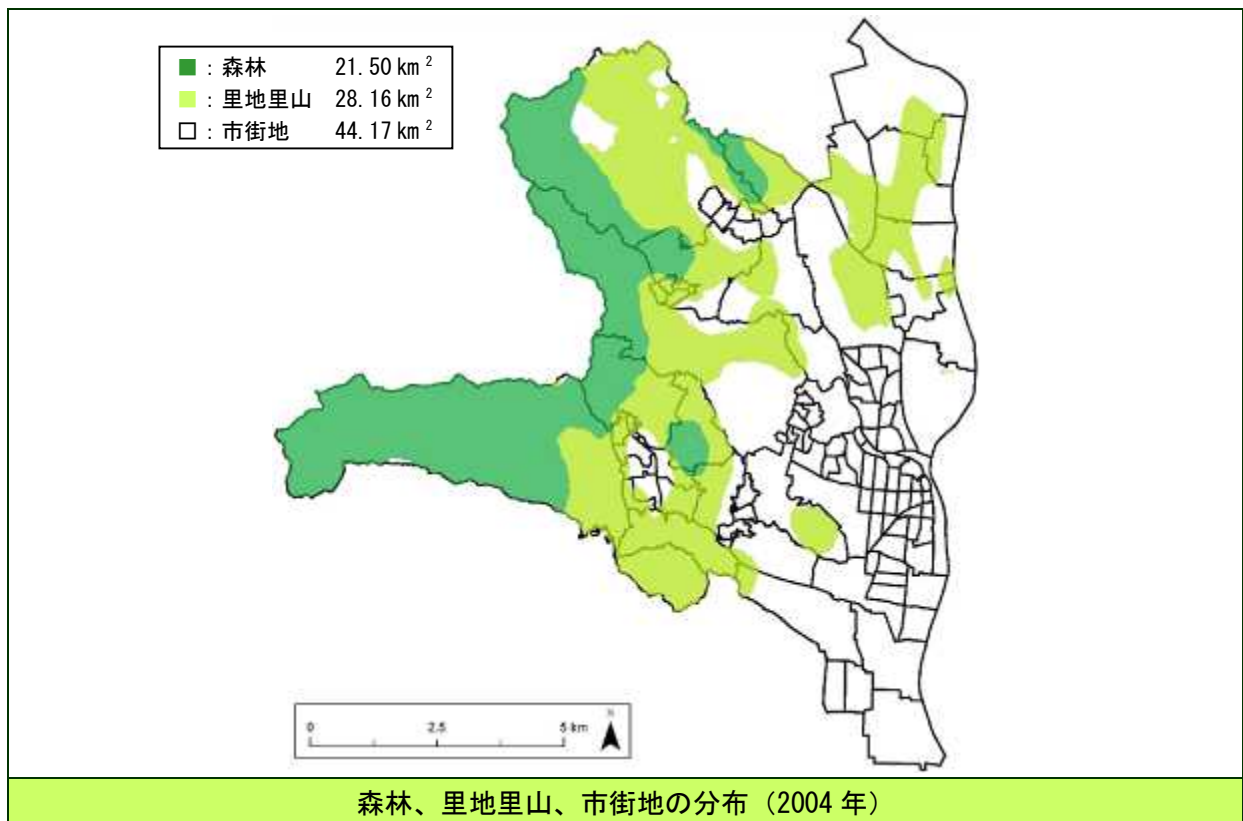 ■：森林 21.50 km²
■：里地里山 28.16 km²
□：市街地 44.17 km²
0 2.5 5 km
N
森林、里地里山、市街地の分布（2004 年）